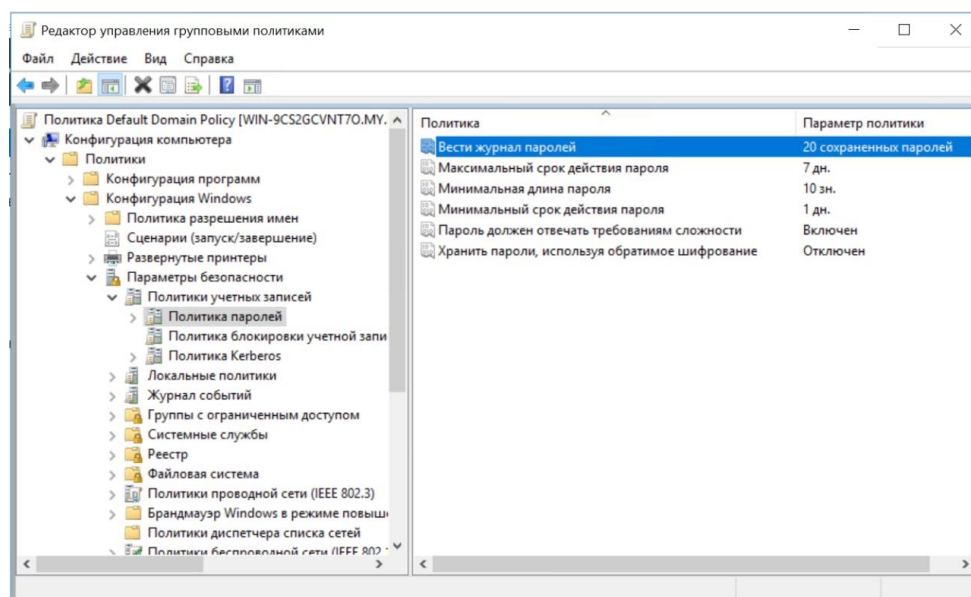 Редактор управления групповыми политиками
Файл Действие Вид Справка
Политика Default Domain Policy [WIN-9CS2GCVNT7O.MY.
Конфигурация компьютера
Политики
Конфигурация программ
Конфигурация Windows
Политика разрешения имен
Сценарии (запуск/завершение)
Развернутые принтеры
Параметры безопасности
Политики учетных записей
Политика паролей
Политика блокировки учетной запи
Политика Kerberos
Локальные политики
Журнал событий
Группы с ограниченным доступом
Системные службы
Реестр
Файловая система
Политики проводной сети (IEEE 802.3)
Брандмауэр Windows в режиме повыш
Политики диспетчера списка сетей
Политики беспроводной сети (IEEE 802.
Политика Параметр политики
Вести журнал паролей 20 сохраненных паролей
Максимальный срок действия пароля 7 дн.
Минимальная длина пароля 10 зн.
Минимальный срок действия пароля 1 дн.
Пароль должен отвечать требованиям сложности Включен
Хранить пароли, используя обратимое шифрование Отключен